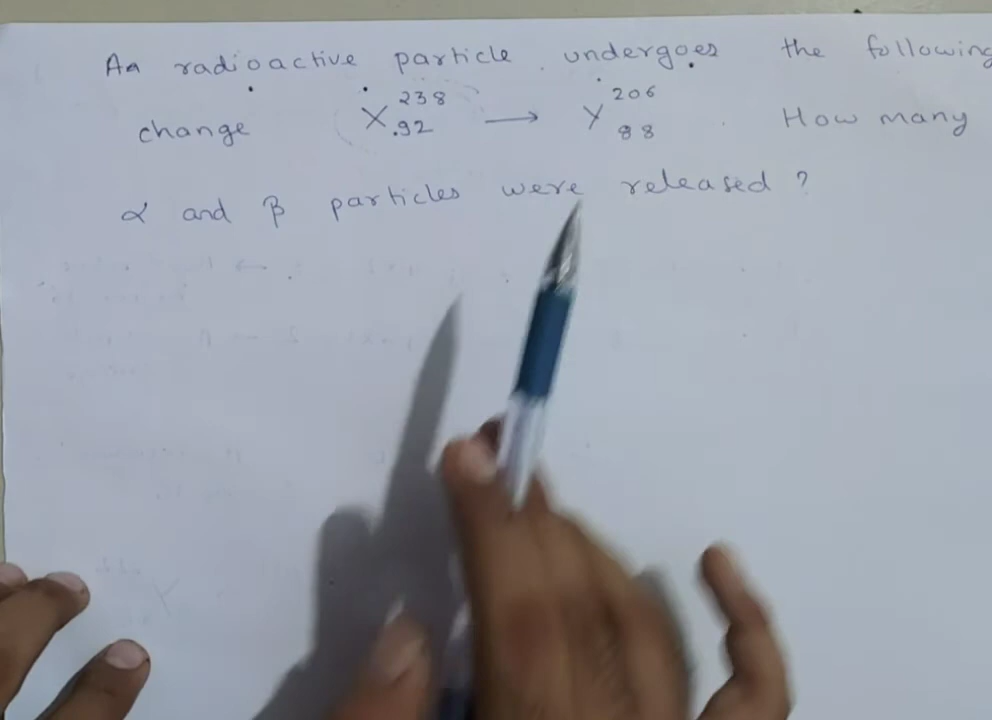 An radioactive particle undergoes the following
change X 238 .92 → Y 206 88 How many
α and β particles were released ?